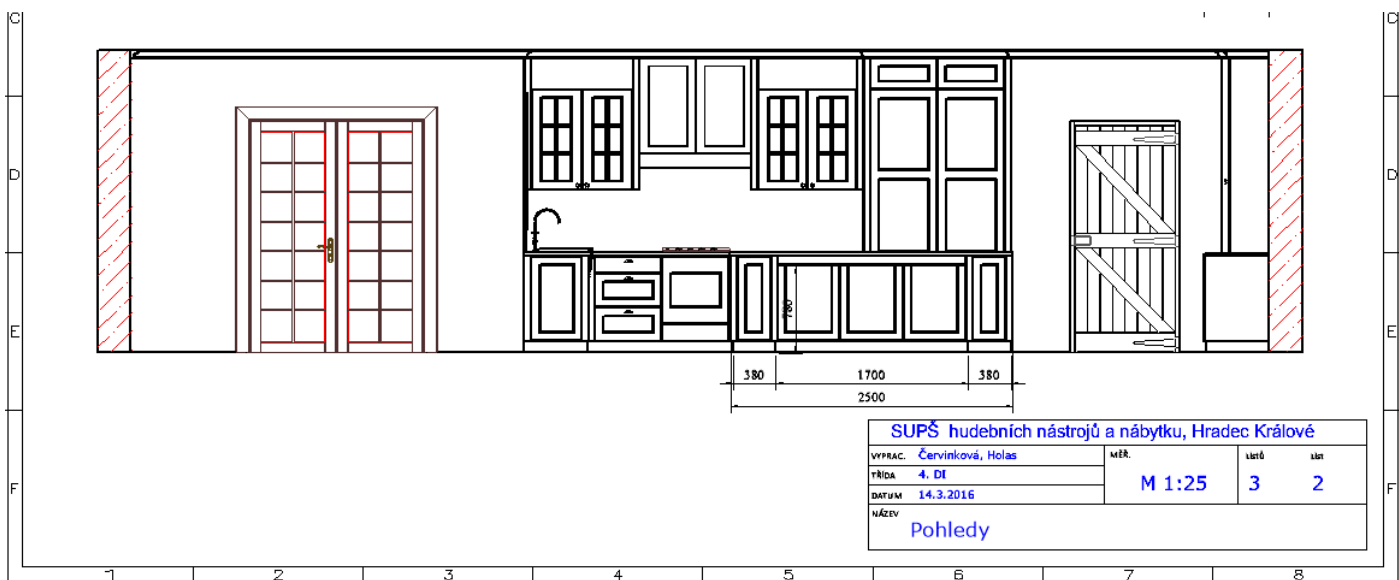 C
C
D
D
E
E
F
F
780
380
1700
380
2500
SUPŠ hudebních nástrojů a nábytku, Hradec Králové
VYPRAC. Červinková, Holas
MĚŘ.
LISTŮ
LIST
TŘÍDA 4. DI
M 1:25
3
2
DATUM 14.3.2016
NÁZEV
Pohledy
1
2
3
4
5
6
7
8